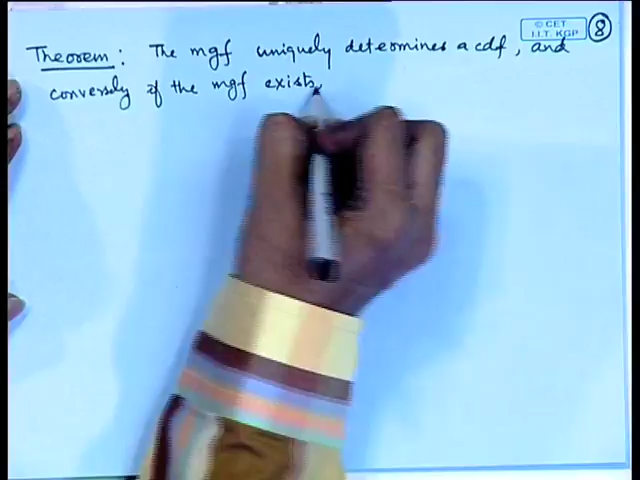 © CET
I.I.T. KGP
8
Theorem : The mgf uniquely determines a cdf, and
conversely if the mgf exists,